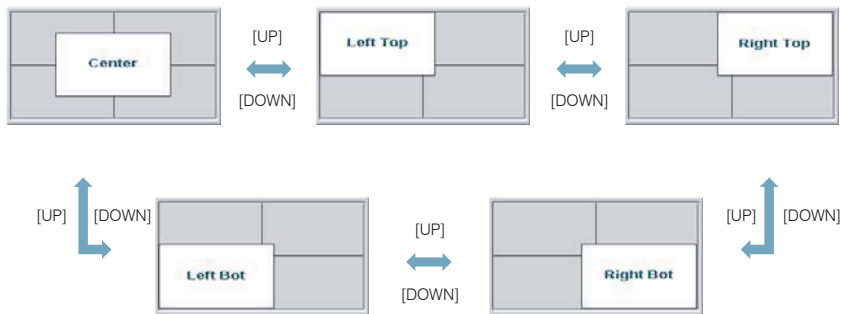 [UP]
[UP]
Center
Left Top
Right Top
[DOWN]
[DOWN]
[UP]
[DOWN]
[UP]
[UP]
[DOWN]
Left Bot
Right Bot
[DOWN]